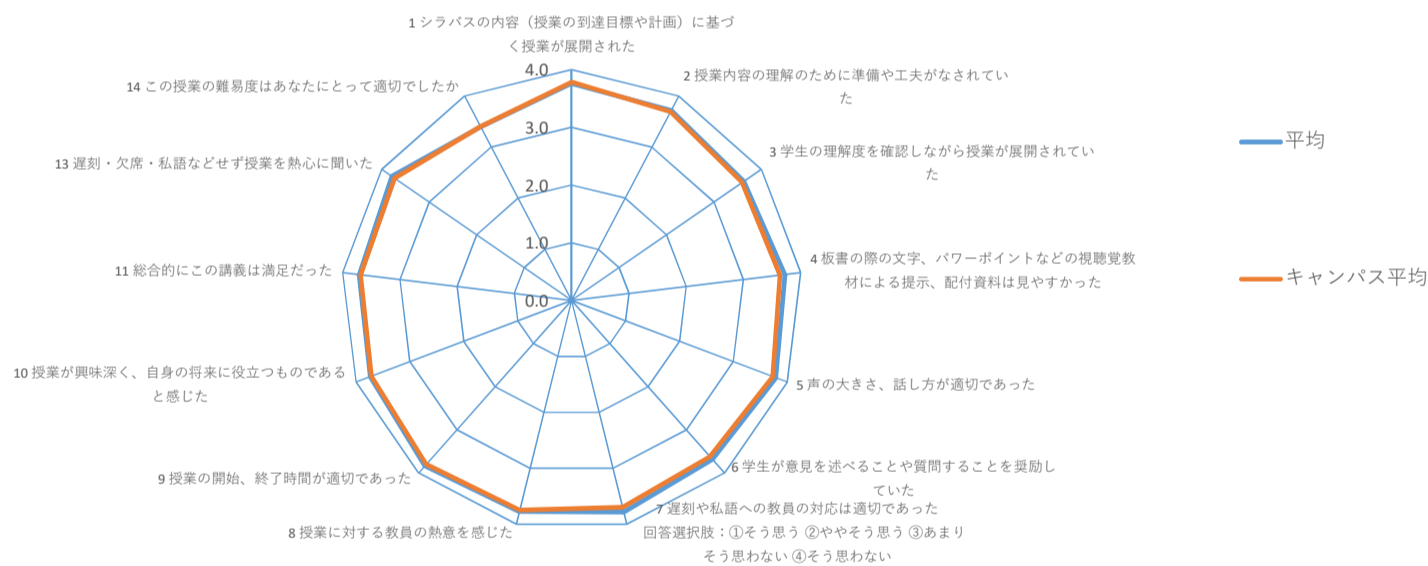 1 シラバスの内容（授業の到達目標や計画）に基づ
く授業が展開された
2 授業内容の理解のために準備や工夫がなされてい
た
3 学生の理解度を確認しながら授業が展開されてい
た
4 板書の際の文字、パワーポイントなどの視聴覚教
材による提示、配付資料は見やすかった
5 声の大きさ、話し方が適切であった
6 学生が意見を述べることや質問することを奨励し
ていた
7 遅刻や私語への教員の対応は適切であった
回答選択肢：①そう思う ②ややそう思う ③あまり
そう思わない ④そう思わない
8 授業に対する教員の熱意を感じた
9 授業の開始、終了時間が適切であった
10 授業が興味深く、自身の将来に役立つものである
と感じた
11 総合的にこの講義は満足だった
13 遅刻・欠席・私語などせず授業を熱心に聞いた
14 この授業の難易度はあなたにとって適切でしたか
4.0
3.0
2.0
1.0
0.0
平均
キャンパス平均